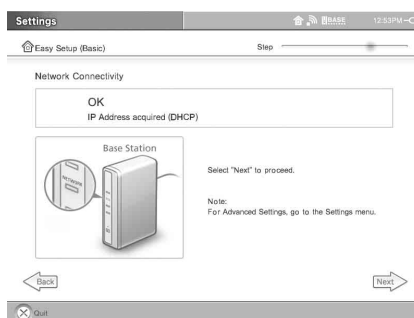 Settings
BASE 12:53PM
Easy Setup (Basic) Step
Network Connectivity
OK
IP Address acquired (DHCP)
Base Station
NETWORK
Select "Next" to proceed.
Note:
For Advanced Settings, go to the Settings menu.
Back
Next
Quit